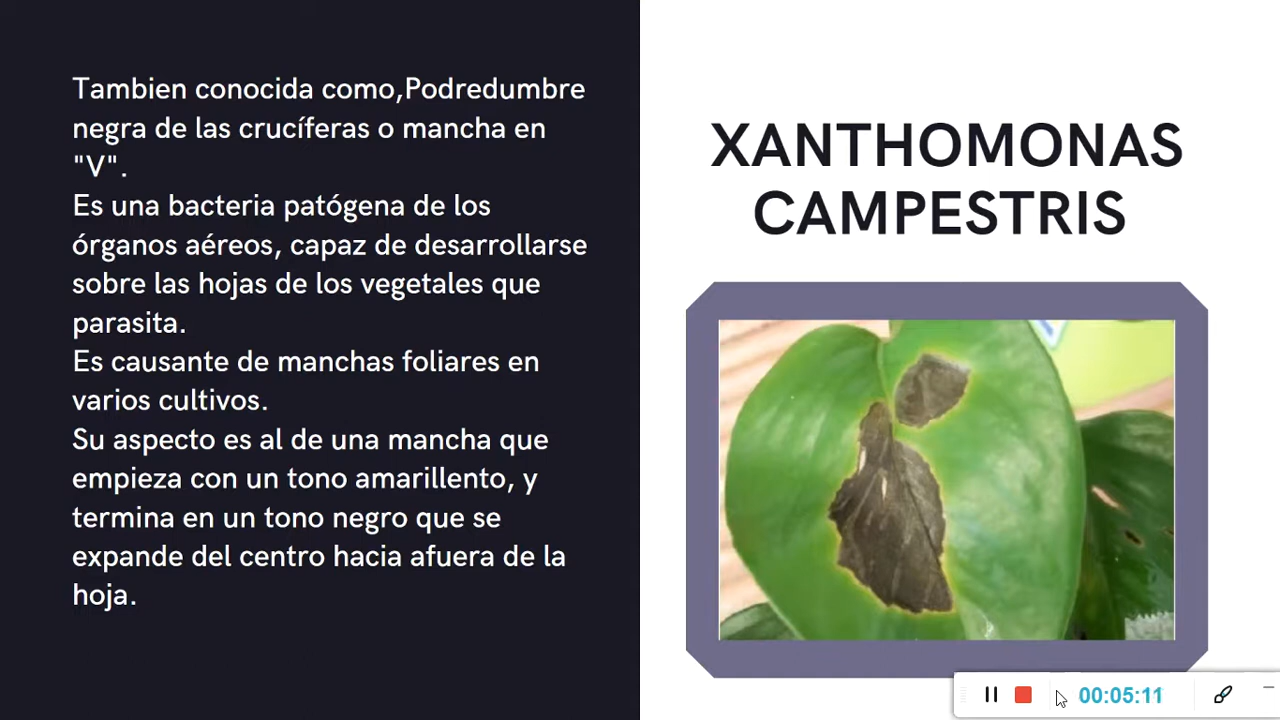 Tambien conocida como,Podredumbre
negra de las crucíferas o mancha en
"V".
Es una bacteria patógena de los
órganos aéreos, capaz de desarrollarse
sobre las hojas de los vegetales que
parasita.
Es causante de manchas foliares en
varios cultivos.
Su aspecto es al de una mancha que
empieza con un tono amarillento, y
termina en un tono negro que se
expande del centro hacia afuera de la
hoja.
XANTHOMONAS
CAMPESTRIS
00:05:11